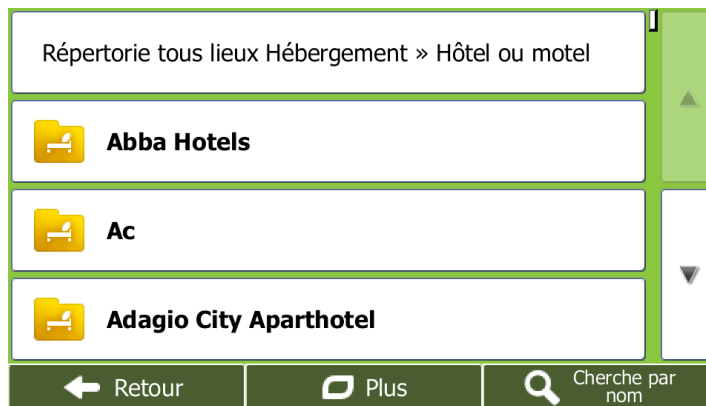 Répertorie tous lieux Hébergement » Hôtel ou motel
Abba Hotels
Ac
Adagio City Aparthotel
Retour
Plus
Cherche par
nom